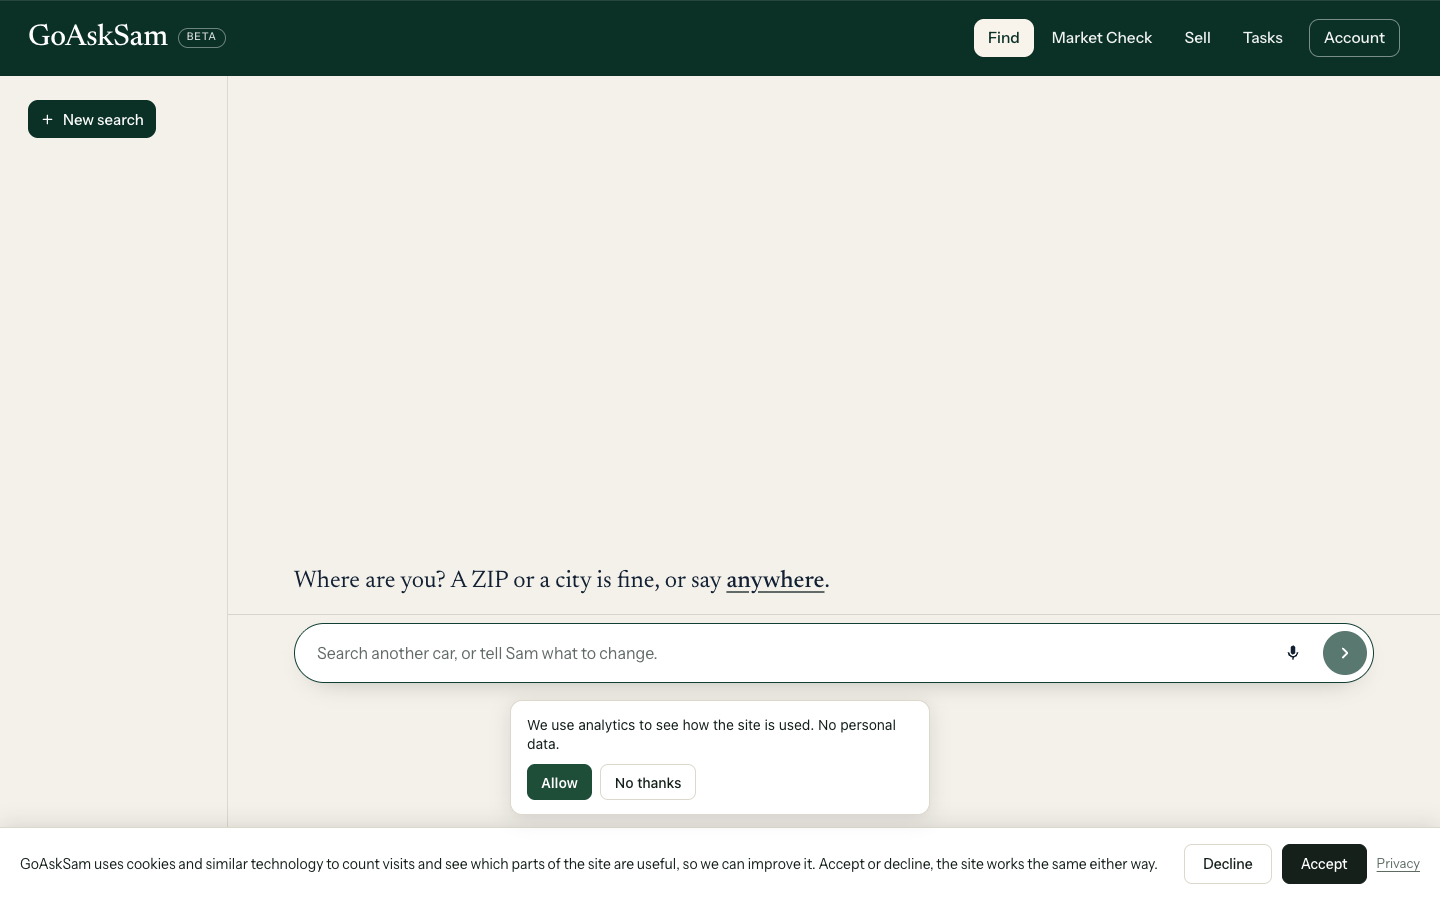 GoAskSam BETA
Find Market Check Sell Tasks Account
+ New search
Where are you? A ZIP or a city is fine, or say anywhere.
Search another car, or tell Sam what to change.
We use analytics to see how the site is used. No personal
data.
Allow No thanks
GoAskSam uses cookies and similar technology to count visits and see which parts of the site are useful, so we can improve it. Accept or decline, the site works the same either way. Decline Accept Privacy